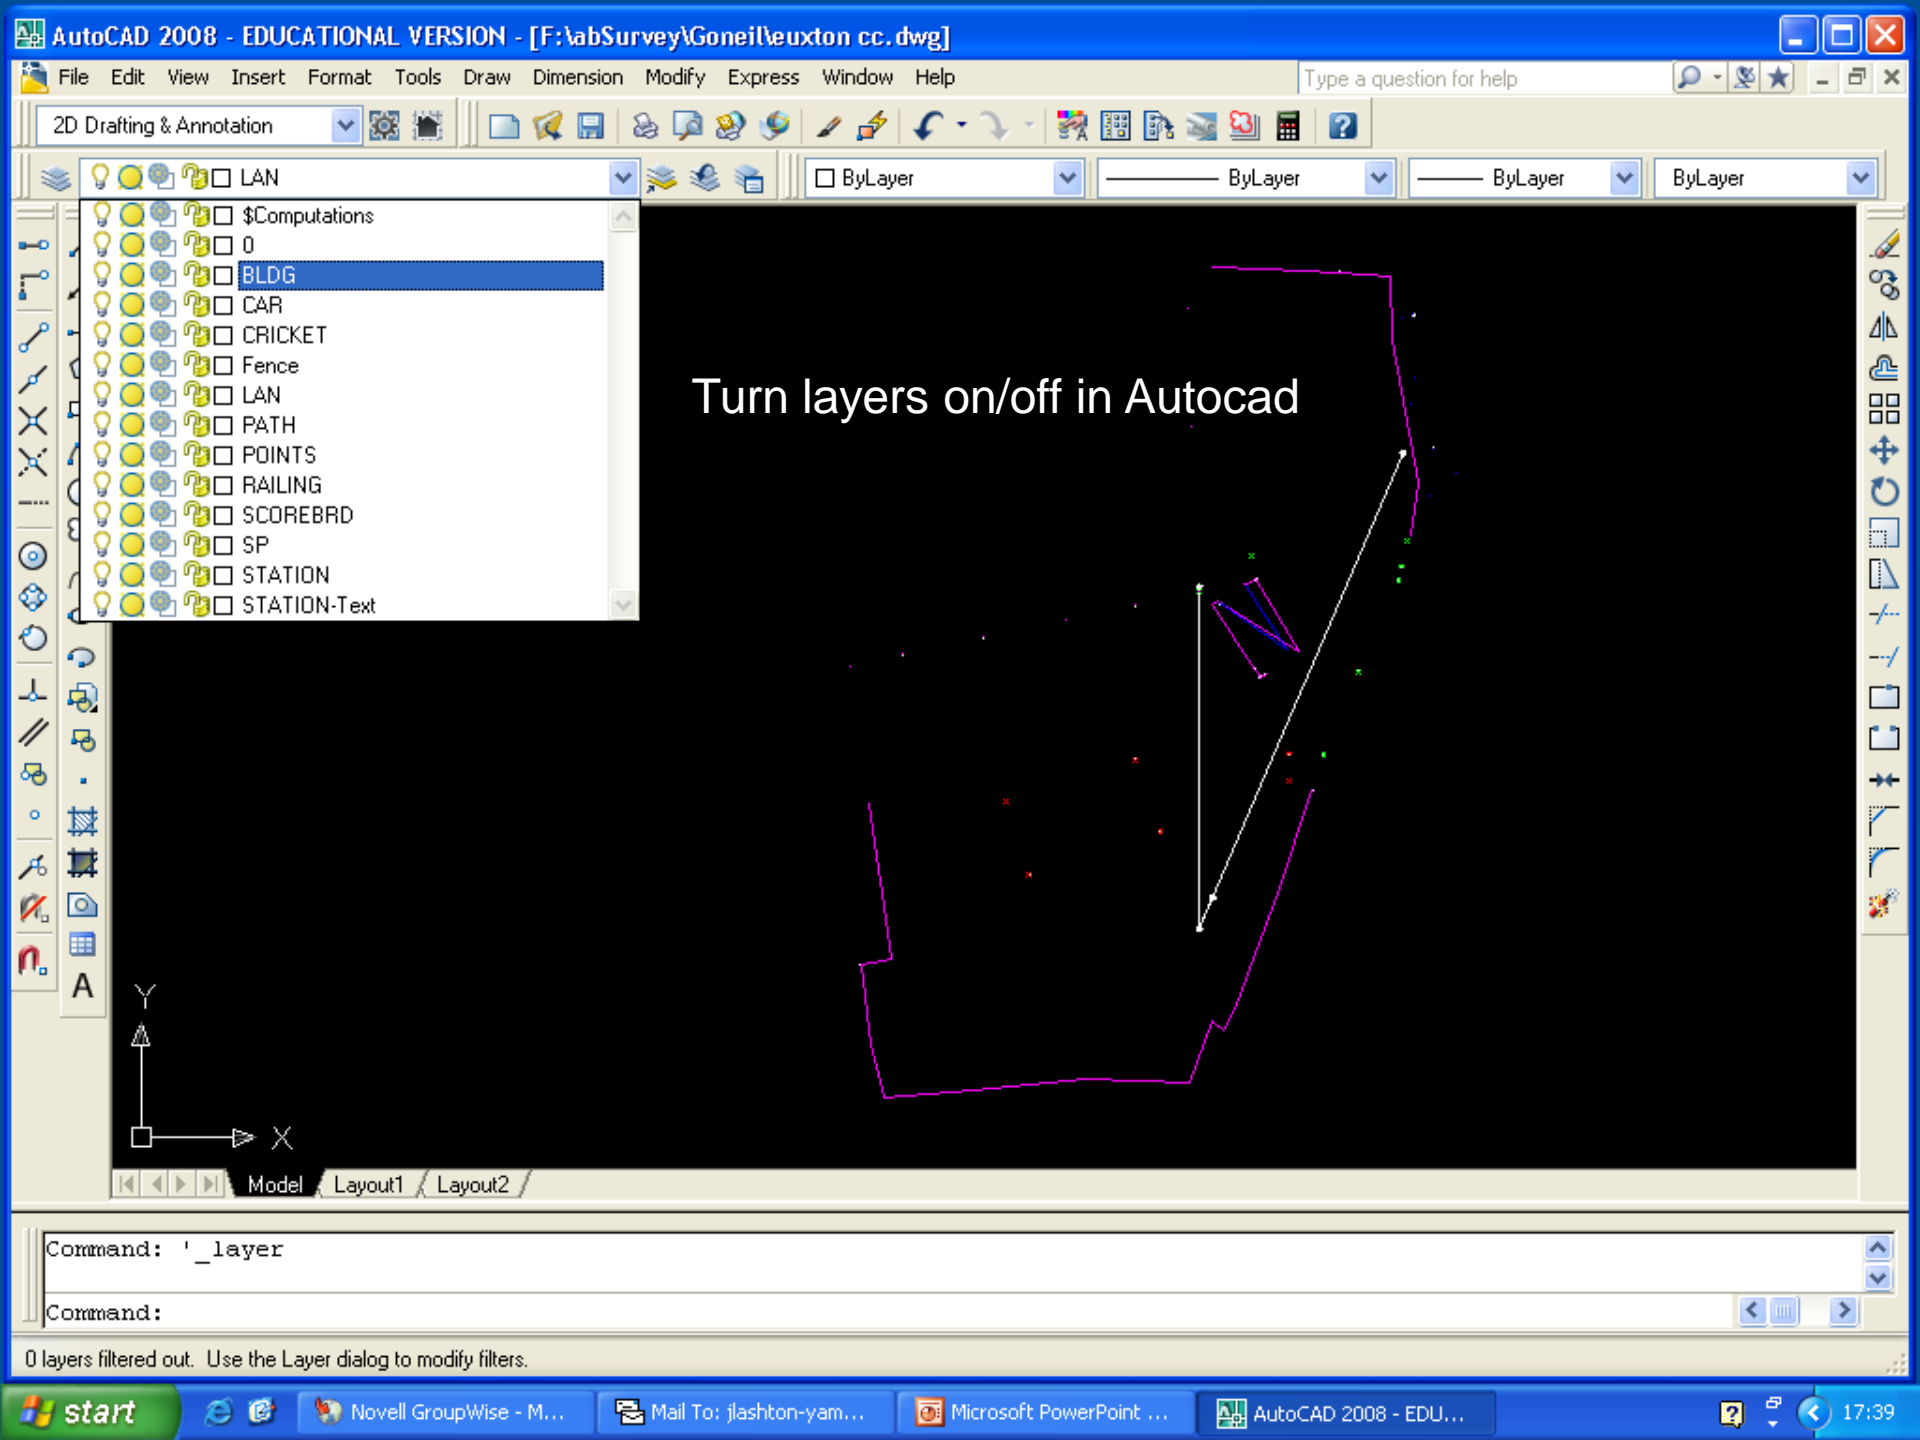 AutoCAD 2008 - EDUCATIONAL VERSION - [F:\abSurvey\Goneil\euxton cc.dwg]
File Edit View Insert Format Tools Draw Dimension Modify Express Window Help Type a question for help
2D Drafting & Annotation
LAN ByLayer ByLayer ByLayer ByLayer
$Computations
0
BLDG
CAR
CRICKET
Fence
LAN
PATH
POINTS
RAILING
SCOREBRD
SP
STATION
STATION-Text
Turn layers on/off in Autocad
A
Y
X
Model Layout1 Layout2
Command: '_layer
Command:
0 layers filtered out. Use the Layer dialog to modify filters.
start Novell GroupWise - M... Mail To: jlashton-yam... Microsoft PowerPoint ... AutoCAD 2008 - EDU... 17:39